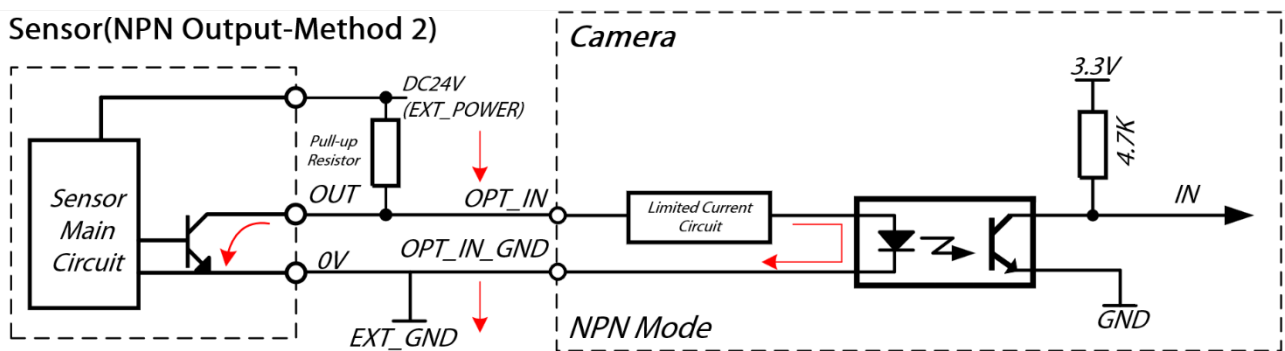 Sensor(NPN Output-Method 2)
Camera
DC24V
(EXT_POWER)
3.3V
Pull-up
Resistor
4.7K
Sensor
Main
Circuit
OUT
OPT_IN
Limited Current
Circuit
IN
0V
OPT_IN_GND
EXT_GND
NPN Mode
GND